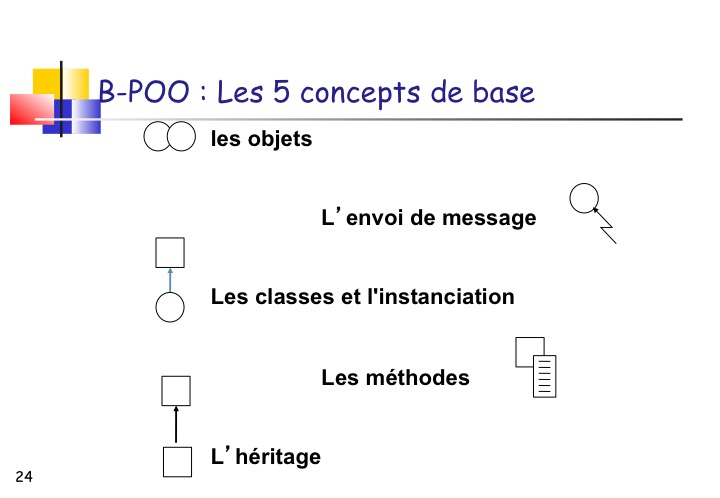 B-POO : Les 5 concepts de base
les objets
L’envoi de message
Les classes et l'instanciation
Les méthodes
L’héritage
24